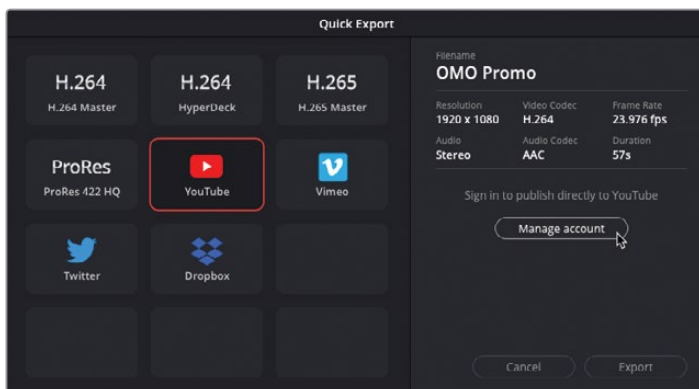 Quick Export
H.264
H.264 Master
H.264
HyperDeck
H.265
H.265 Master
ProRes
ProRes 422 HQ
YouTube
Vimeo
Twitter
Dropbox
Filename
OMO Promo
Resolution
1920 x 1080
Video Codec
H.264
Frame Rate
23.976 fps
Audio
Stereo
Audio Codec
AAC
Duration
57s
Sign in to publish directly to YouTube
Manage account
Cancel
Export